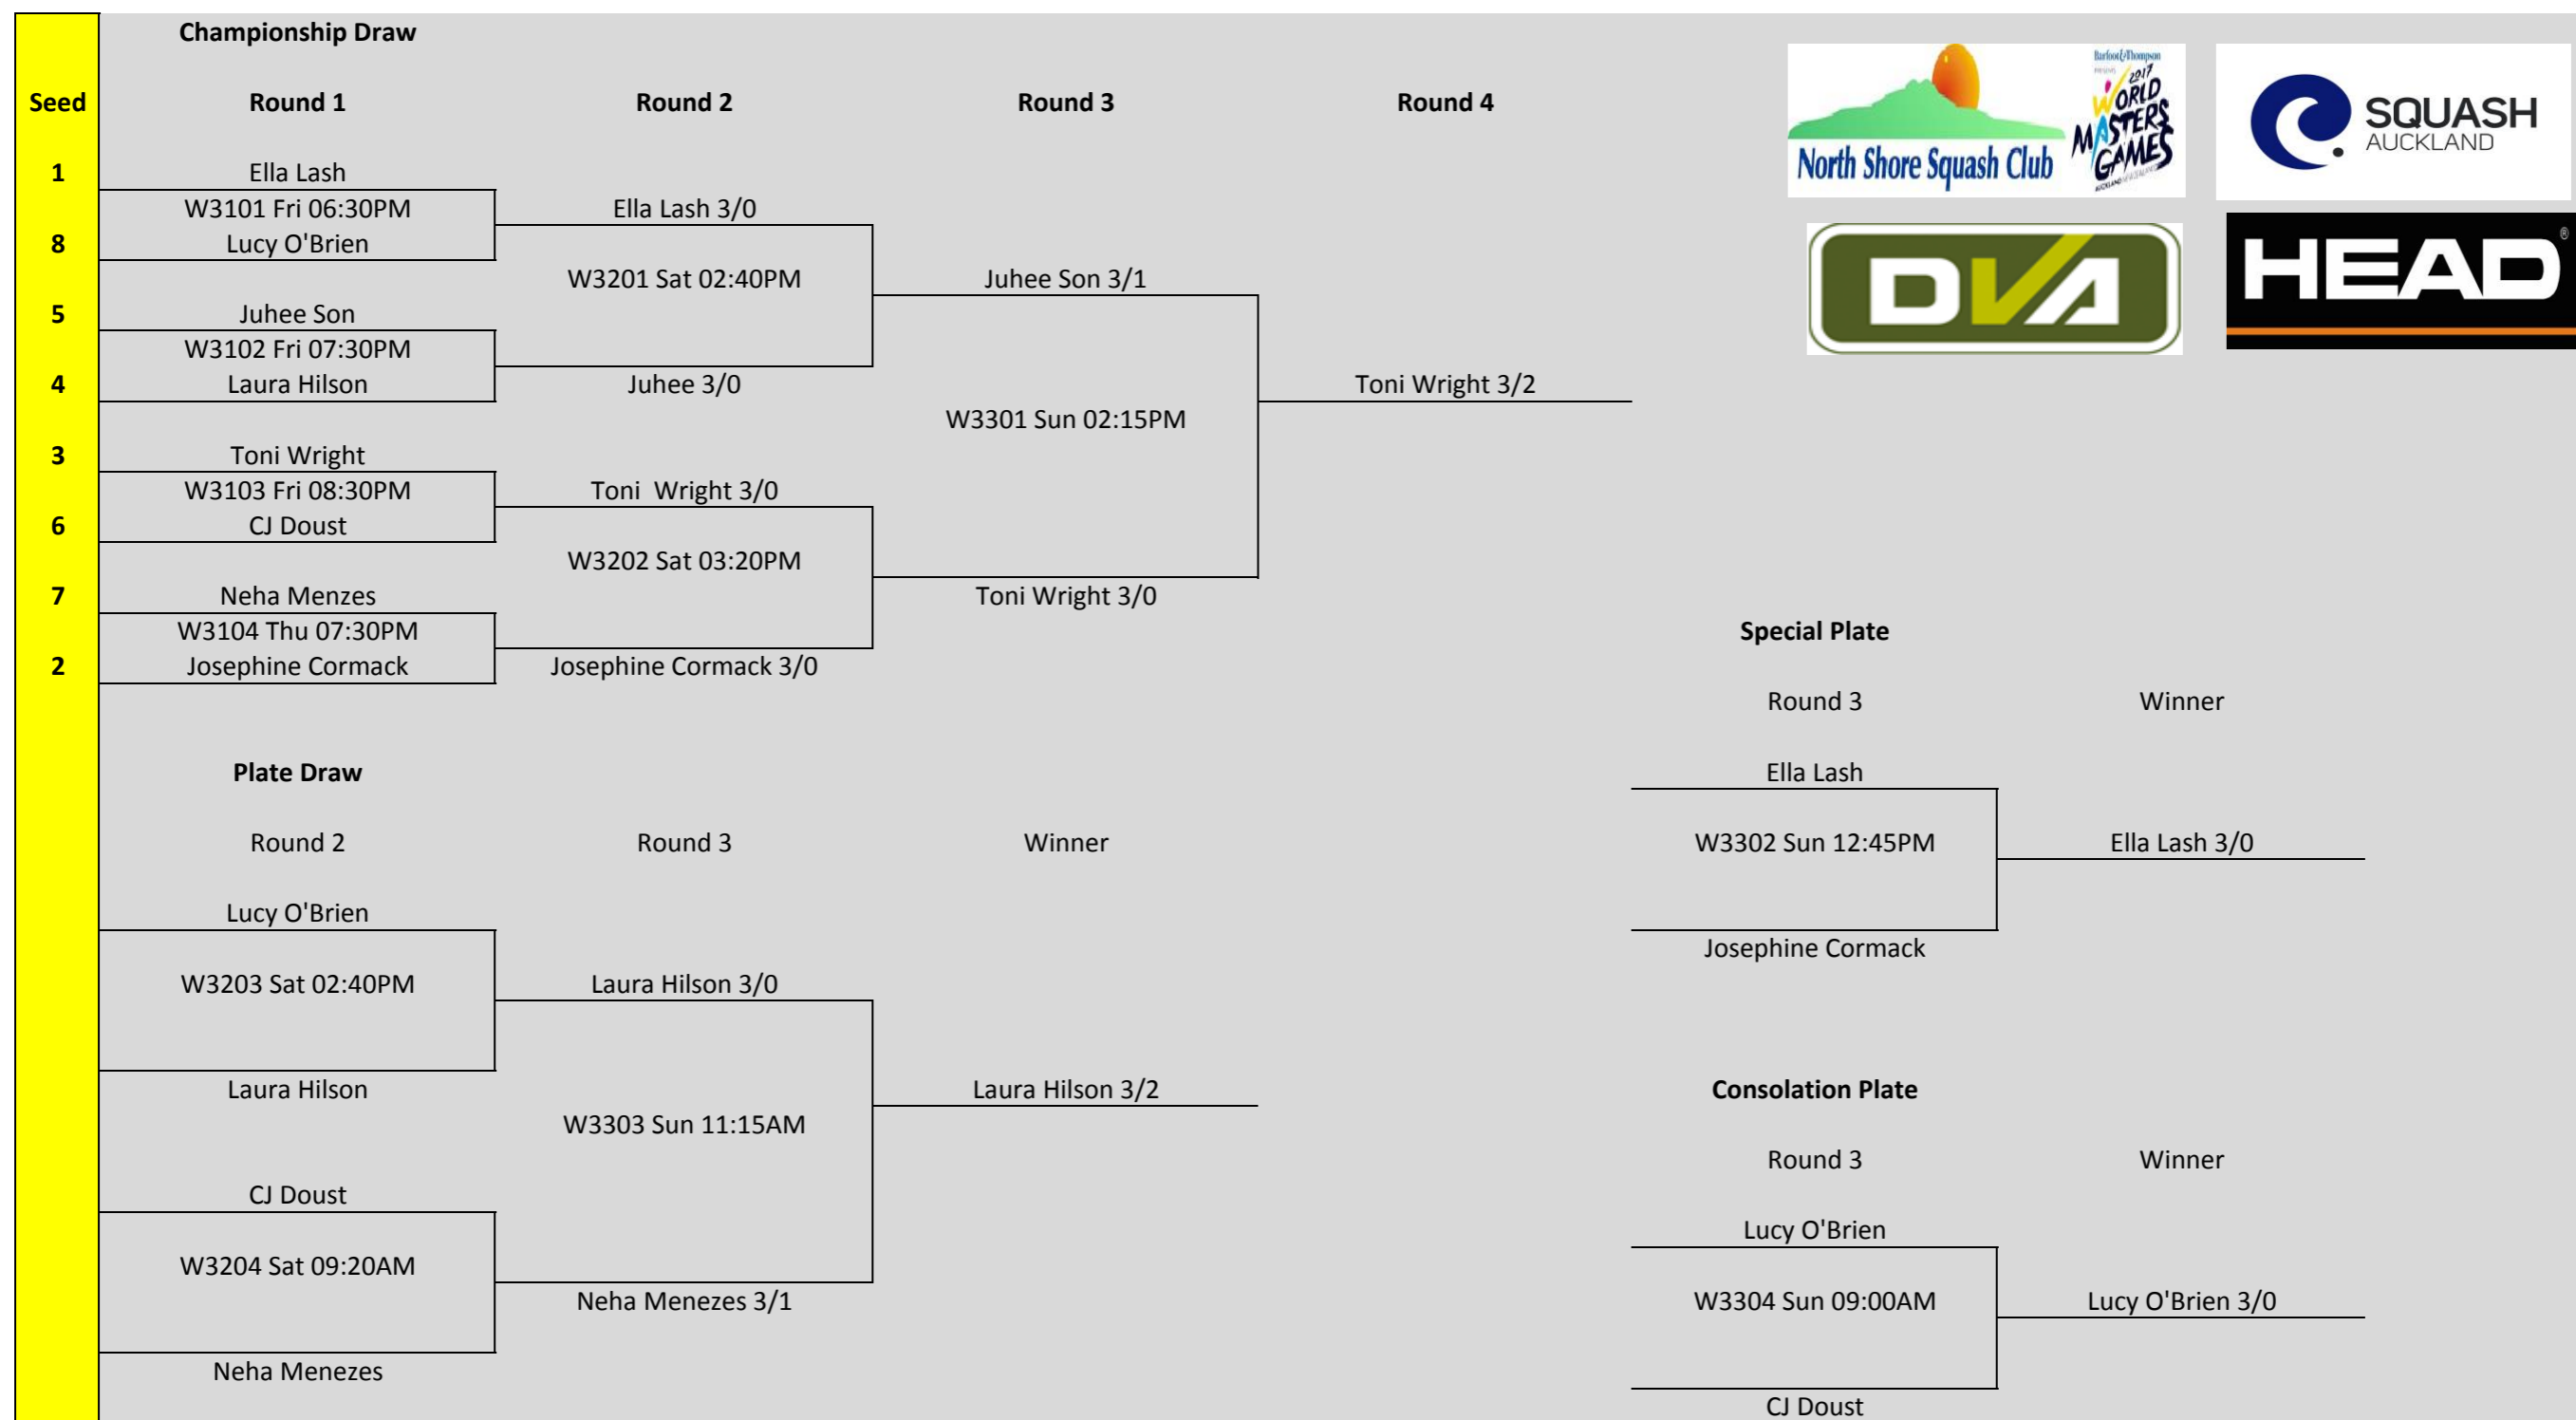 Championship Draw
Seed Round 1 Round 2 Round 3 Round 4
1 Ella Lash
W3101 Fri 06:30PM Ella Lash 3/0
8 Lucy O'Brien
W3201 Sat 02:40PM Juhee Son 3/1
5 Juhee Son
W3102 Fri 07:30PM
4 Laura Hilson Juhee 3/0 Toni Wright 3/2
W3301 Sun 02:15PM
3 Toni Wright
W3103 Fri 08:30PM Toni  Wright 3/0
6 CJ Doust
W3202 Sat 03:20PM
7 Neha Menzes Toni Wright 3/0
W3104 Thu 07:30PM
2 Josephine Cormack Josephine Cormack 3/0
Barfoot & Thompson
PRESENTS
2017
WORLD
MASTERS
GAMES
North Shore Squash Club
SQUASH
AUCKLAND
DVA
HEAD®
Special Plate
Round 3 Winner
Ella Lash
W3302 Sun 12:45PM Ella Lash 3/0
Josephine Cormack
Plate Draw
Round 2 Round 3 Winner
Lucy O'Brien
W3203 Sat 02:40PM Laura Hilson 3/0
Laura Hilson Laura Hilson 3/2
W3303 Sun 11:15AM
CJ Doust
W3204 Sat 09:20AM
Neha Menezes 3/1
Neha Menezes
Consolation Plate
Round 3 Winner
Lucy O'Brien
W3304 Sun 09:00AM Lucy O'Brien 3/0
CJ Doust